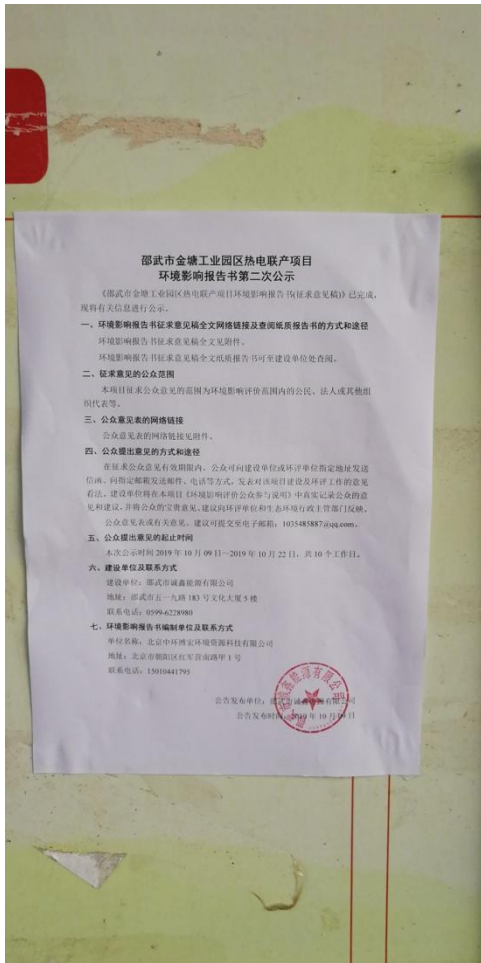 邵武市金塘工业园区热电联产项目
环境影响报告书第二次公示
《邵武市金塘工业园区热电联产项目环境影响报告书(征求意见稿)》已完成,
现将有关信息进行公示。
一、环境影响报告书征求意见稿全文网络链接及查阅纸质报告书的方式和途径
环境影响报告书征求意见稿全文见附件。
环境影响报告书征求意见稿全文纸质报告书可至建设单位处查阅。
二、征求意见的公众范围
本项目征求公众意见的范围为环境影响评价范围内的公民、法人或其他组
织代表等。
三、公众意见表的网络链接
公众意见表的网络链接见附件。
四、公众提出意见的方式和途径
在征求公众意见有效期限内,公众可向建设单位或环评单位指定地址发送
信函、向指定邮箱发送邮件、电话等方式,发表对该项目建设及环评工作的意见
看法。建设单位将在本项目《环境影响评价公众参与说明》中真实记录公众的意
见和建议,并将公众的宝贵意见、建议向环评单位和生态环境行政主管部门反映。
公众意见表或有关意见、建议可提交至电子邮箱:1035485887@qq.com。
五、公众提出意见的起止时间
本次公示时间 2019 年 10 月 09 日~2019 年 10 月 22 日,共 10 个工作日。
六、建设单位及联系方式
建设单位:邵武市诚鑫能源有限公司
地址:邵武市五一九路 183 号文化大厦 5 楼
联系电话:0599-6228980
七、环境影响报告书编制单位及联系方式
单位名称:北京中环博宏环境资源科技有限公司
地址:北京市朝阳区红军营南路甲 1 号
联系电话:15010441795
公告发布单位:邵武市诚鑫能源有限公司
公告发布时间:2019 年 10 月 09 日